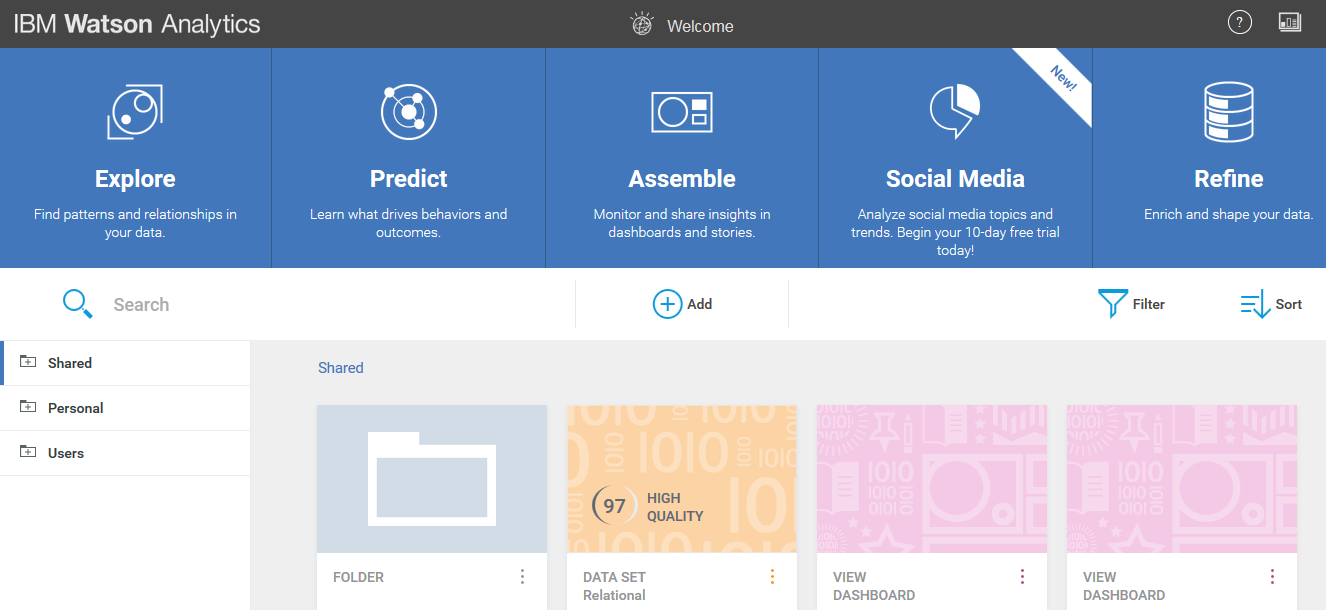 IBM Watson Analytics
Welcome
?
New!
Explore
Find patterns and relationships in
your data.
Predict
Learn what drives behaviors and
outcomes.
Assemble
Monitor and share insights in
dashboards and stories.
Social Media
Analyze social media topics and
trends. Begin your 10-day free trial
today!
Refine
Enrich and shape your data.
Search
Add
Filter
Sort
Shared
Personal
Users
Shared
97
HIGH
QUALITY
FOLDER
DATA SET
Relational
VIEW
DASHBOARD
VIEW
DASHBOARD